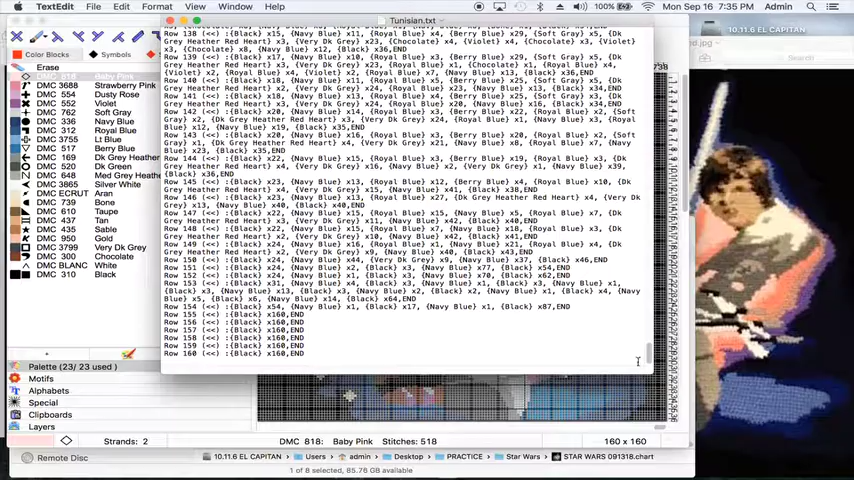 TextEdit File Edit Format View Window Help 100% Mon Sep 16 7:35 PM
Tunisian.txt
10.11.6 EL CAPITAN
Color Blocks Symbols
Search
Erase
DMC 818 Baby Pink
DMC 3688 Strawberry Pink
DMC 554 Dusty Rose
DMC 552 Violet
DMC 762 Soft Gray
DMC 336 Navy Blue
DMC 312 Royal Blue
DMC 3755 Lt Blue
DMC 517 Berry Blue
DMC 169 Dk Grey Heather
DMC 520 Dk Green
DMC 648 Med Grey Heather
DMC 3865 Silver White
DMC ECRUT Aran
DMC 739 Bone
DMC 610 Taupe
DMC 437 Tan
DMC 435 Sable
DMC 950 Gold
DMC 3799 Very Dk Grey
DMC 300 Chocolate
DMC BLANC White
DMC 310 Black
Row 138 (<<) :{Black} x15, {Navy Blue} x11, {Royal Blue} x4, {Berry Blue} x29, {Soft Gray} x5, {Dk
Grey Heather Red Heart} x2, {Very Dk Grey} x23, {Chocolate} x4, {Violet} x4, {Chocolate} x3, {Violet}
x3, {Chocolate} x8, {Navy Blue} x12, {Black} x36,END
Row 139 (<<) :{Black} x17, {Navy Blue} x10, {Royal Blue} x3, {Berry Blue} x29, {Soft Gray} x5, {Dk
Grey Heather Red Heart} x3, {Very Dk Grey} x23, {Royal Blue} x1, {Chocolate} x1, {Royal Blue} x4,
{Violet} x2, {Royal Blue} x4, {Violet} x2, {Royal Blue} x7, {Navy Blue} x13, {Black} x36,END
Row 140 (<<) :{Black} x18, {Navy Blue} x11, {Royal Blue} x3, {Berry Blue} x25, {Soft Gray} x5, {Dk
Grey Heather Red Heart} x4, {Very Dk Grey} x24, {Royal Blue} x23, {Navy Blue} x13, {Black} x34,END
Row 141 (<<) :{Black} x18, {Navy Blue} x11, {Royal Blue} x4, {Berry Blue} x25, {Soft Gray} x3, {Dk
Grey Heather Red Heart} x3, {Very Dk Grey} x24, {Royal Blue} x20, {Navy Blue} x16, {Black} x34,END
Row 142 (<<) :{Black} x20, {Navy Blue} x14, {Royal Blue} x3, {Berry Blue} x22, {Royal Blue} x2, {Soft
Gray} x2, {Dk Grey Heather Red Heart} x3, {Very Dk Grey} x24, {Royal Blue} x1, {Navy Blue} x3, {Royal
Blue} x12, {Navy Blue} x19, {Black} x35,END
Row 143 (<<) :{Black} x20, {Navy Blue} x16, {Royal Blue} x3, {Berry Blue} x20, {Royal Blue} x2, {Soft
Gray} x1, {Dk Grey Heather Red Heart} x4, {Very Dk Grey} x21, {Navy Blue} x8, {Royal Blue} x7, {Navy
Blue} x23, {Black} x35,END
Row 144 (<<) :{Black} x22, {Navy Blue} x15, {Royal Blue} x3, {Berry Blue} x19, {Royal Blue} x3, {Dk
Grey Heather Red Heart} x4, {Very Dk Grey} x16, {Navy Blue} x2, {Very Dk Grey} x1, {Navy Blue} x39,
{Black} x36,END
Row 145 (<<) :{Black} x23, {Navy Blue} x13, {Royal Blue} x12, {Berry Blue} x4, {Royal Blue} x10, {Dk
Grey Heather Red Heart} x4, {Very Dk Grey} x15, {Navy Blue} x41, {Black} x38,END
Row 146 (<<) :{Black} x23, {Navy Blue} x13, {Royal Blue} x27, {Dk Grey Heather Red Heart} x4, {Very Dk
Grey} x13, {Navy Blue} x40, {Black} x40,END
Row 147 (<<) :{Black} x22, {Navy Blue} x15, {Royal Blue} x15, {Navy Blue} x5, {Royal Blue} x7, {Dk
Grey Heather Red Heart} x3, {Very Dk Grey} x11, {Navy Blue} x42, {Black} x40,END
Row 148 (<<) :{Black} x22, {Navy Blue} x15, {Royal Blue} x7, {Navy Blue} x18, {Royal Blue} x3, {Dk
Grey Heather Red Heart} x2, {Very Dk Grey} x10, {Navy Blue} x42, {Black} x41,END
Row 149 (<<) :{Black} x24, {Navy Blue} x16, {Royal Blue} x1, {Navy Blue} x21, {Royal Blue} x4, {Dk
Grey Heather Red Heart} x2, {Very Dk Grey} x9, {Navy Blue} x40, {Black} x43,END
Row 150 (<<) :{Black} x24, {Navy Blue} x44, {Very Dk Grey} x9, {Navy Blue} x37, {Black} x46,END
Row 151 (<<) :{Black} x24, {Navy Blue} x2, {Black} x3, {Navy Blue} x77, {Black} x54,END
Row 152 (<<) :{Black} x24, {Navy Blue} x1, {Black} x3, {Navy Blue} x70, {Black} x62,END
Row 153 (<<) :{Black} x31, {Navy Blue} x4, {Black} x1, {Navy Blue} x3, {Black} x3, {Navy Blue} x1,
{Black} x3, {Navy Blue} x13, {Black} x3, {Navy Blue} x2, {Black} x2, {Navy Blue} x1, {Black} x4, {Navy
Blue} x5, {Black} x6, {Navy Blue} x14, {Black} x64,END
Row 154 (<<) :{Black} x54, {Navy Blue} x1, {Black} x17, {Navy Blue} x1, {Black} x87,END
Row 155 (<<) :{Black} x160,END
Row 156 (<<) :{Black} x160,END
Row 157 (<<) :{Black} x160,END
Row 158 (<<) :{Black} x160,END
Row 159 (<<) :{Black} x160,END
Row 160 (<<) :{Black} x160,END
Palette (23/ 23 used )
Motifs
Alphabets
Special
Clipboards
Layers
Strands: 2 DMC 818: Baby Pink Stitches: 518 160 x 160
Remote Disc
10.11.6 EL CAPITAN Users admin Desktop PRACTICE Star Wars STAR WARS 091318.chart
1 of 8 selected, 85.76 GB available